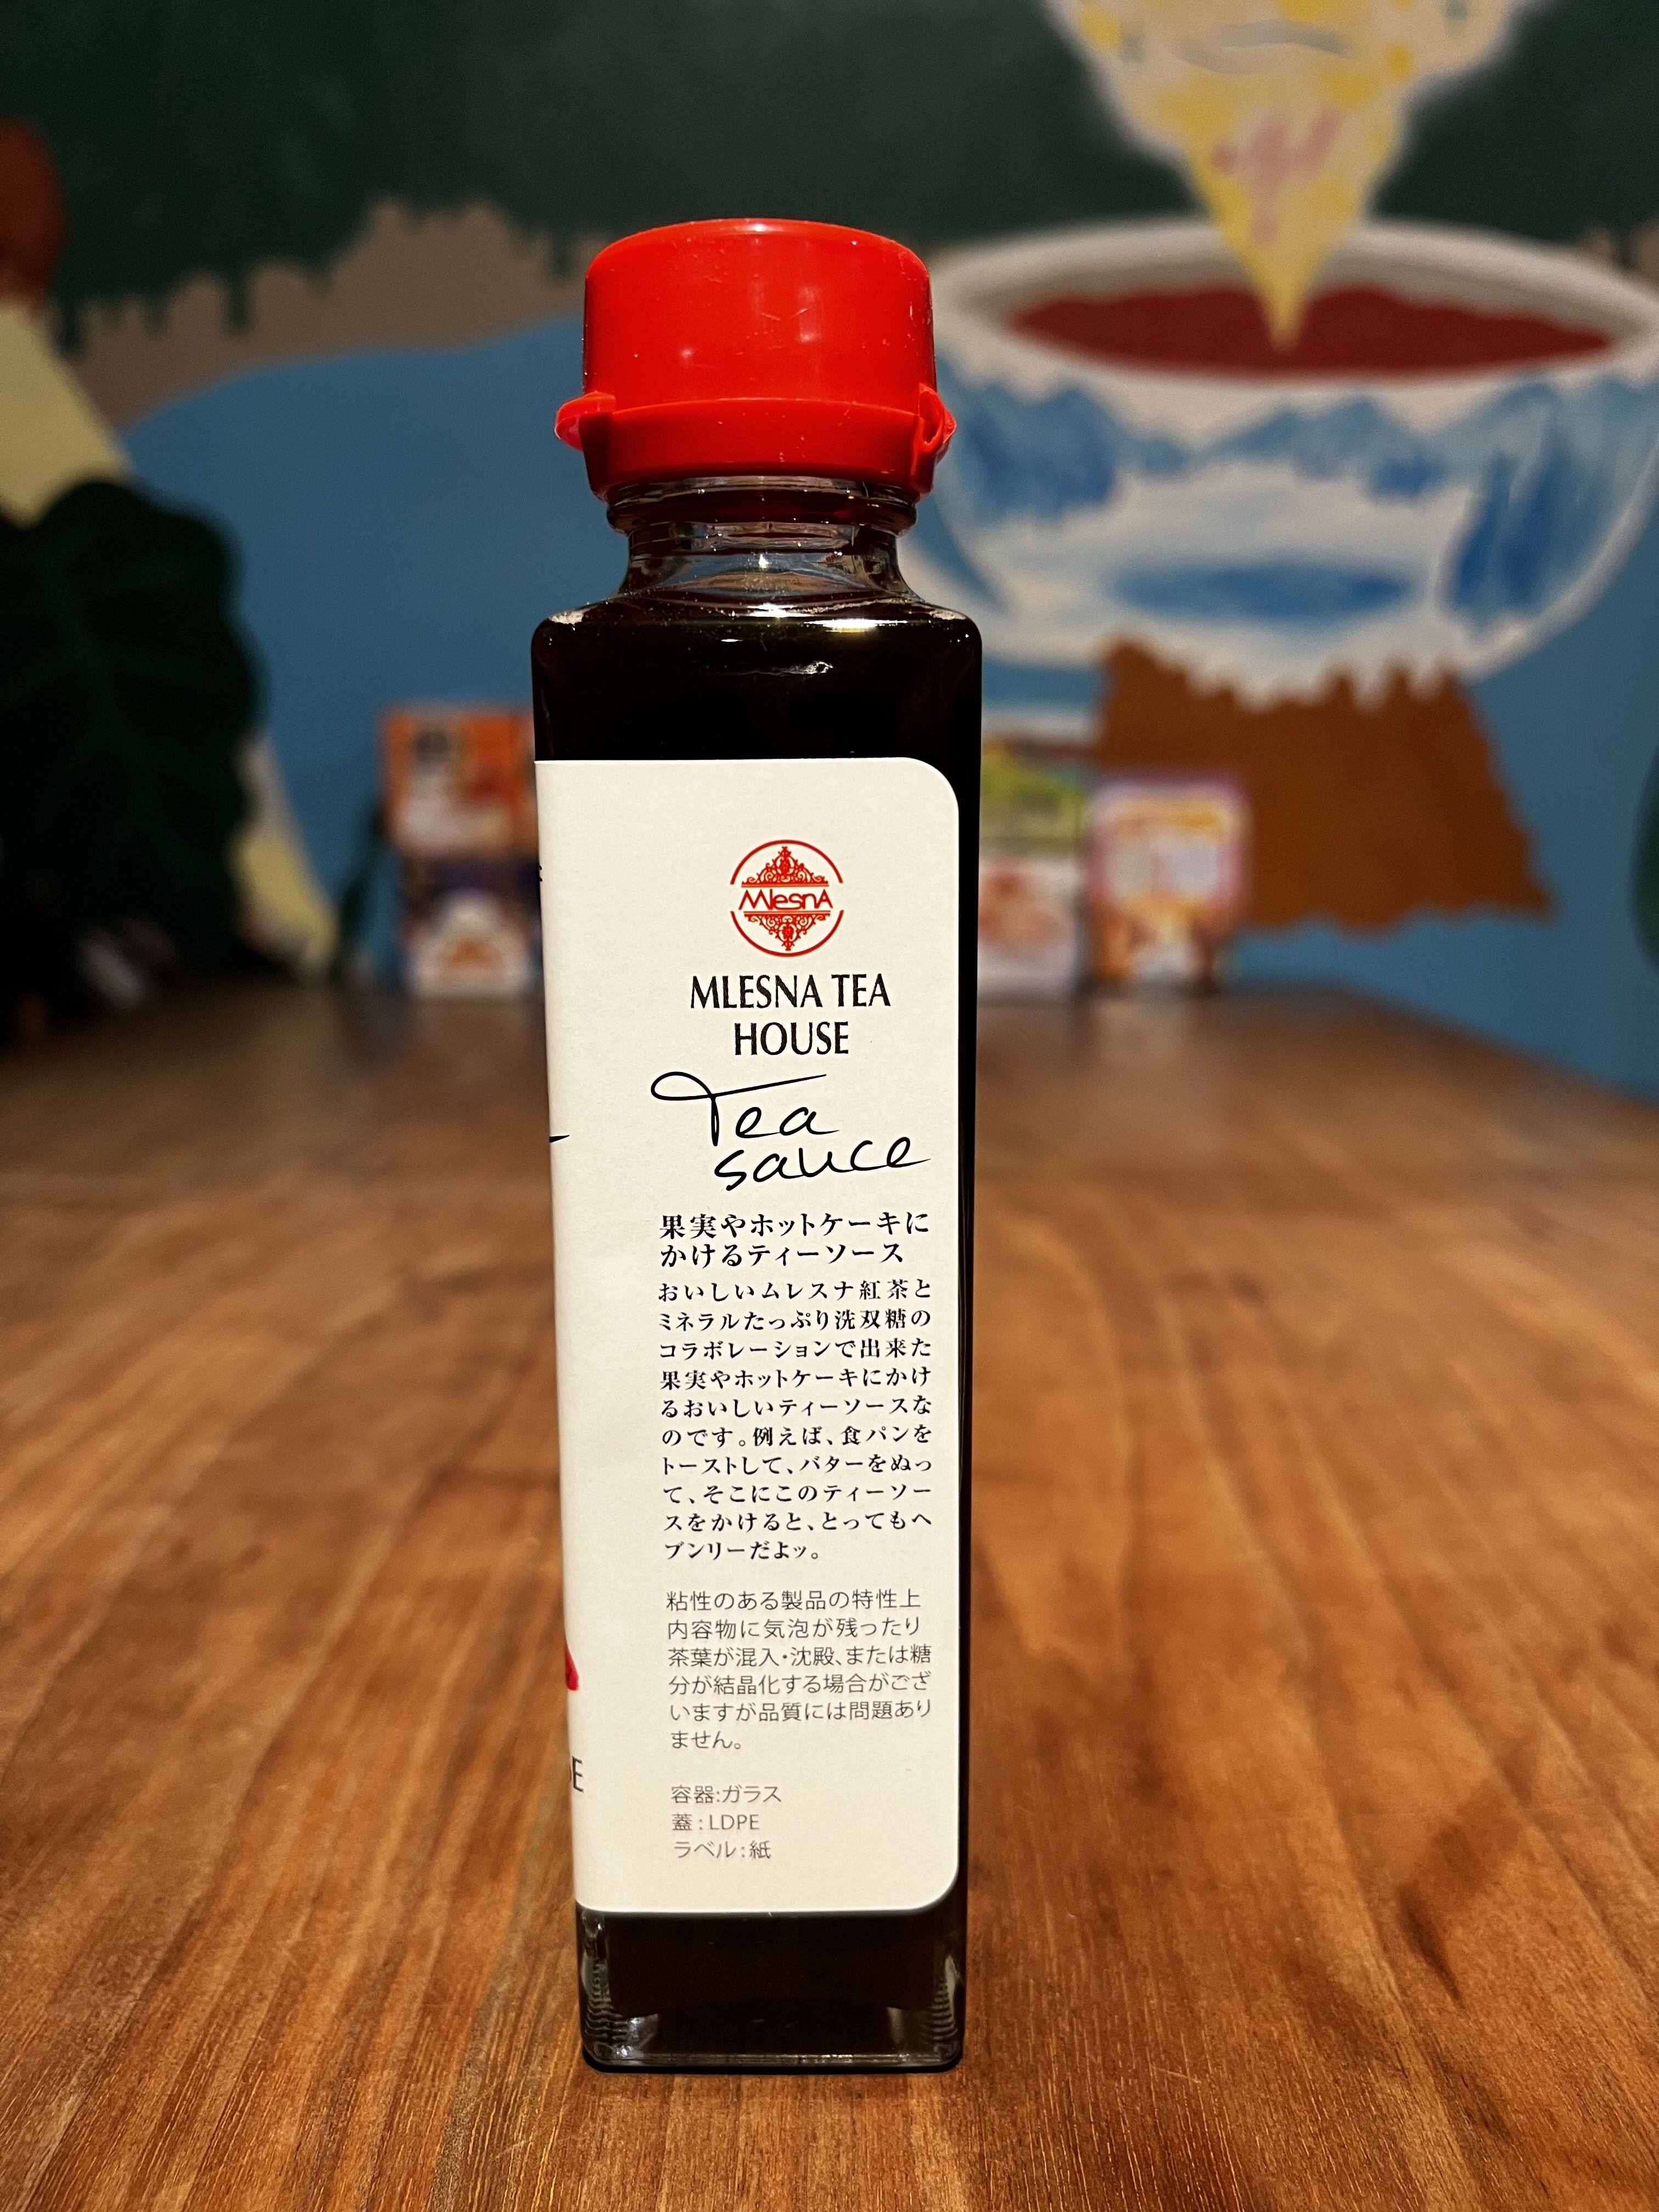 MlesnA
MLESNA TEA
HOUSE
Tea
sauce
果実やホットケーキに
かけるティーソース
おいしいムレスナ紅茶と
ミネラルたっぷり洗双糖の
コラボレーションで出来た
果実やホットケーキにかけ
るおいしいティーソースな
のです。例えば、食パンを
トーストして、バターをぬっ
て、そこにこのティーソー
スをかけると、とってもヘ
ブンリーだよッ。
粘性のある製品の特性上
内容物に気泡が残ったり
茶葉が混入・沈殿、または糖
分が結晶化する場合がござ
いますが品質には問題あり
ません。
容器:ガラス
蓋:LDPE
ラベル:紙